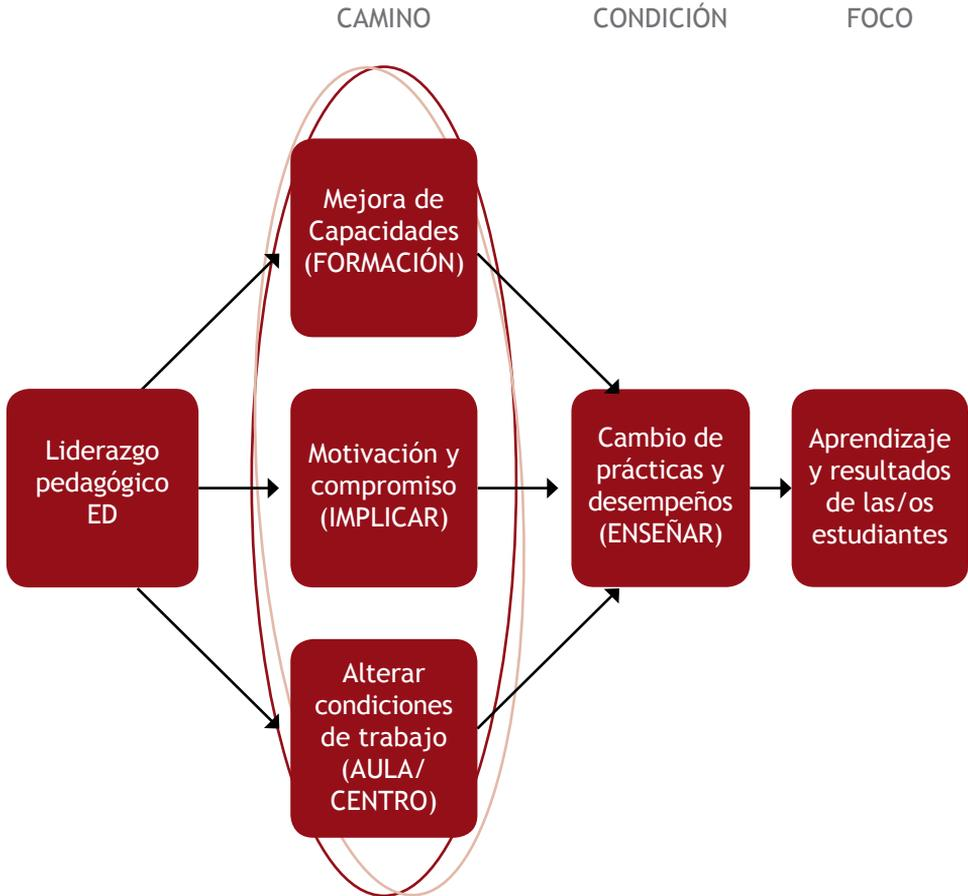 CAMINO
CONDICIÓN
FOCO
Mejora de
Capacidades
(FORMACIÓN)
Liderazgo
pedagógico
ED
Motivación y
compromiso
(IMPLICAR)
Cambio de
prácticas y
desempeños
(ENSEÑAR)
Aprendizaje
y resultados
de las/os
estudiantes
Alterar
condiciones
de trabajo
(AULA/
CENTRO)